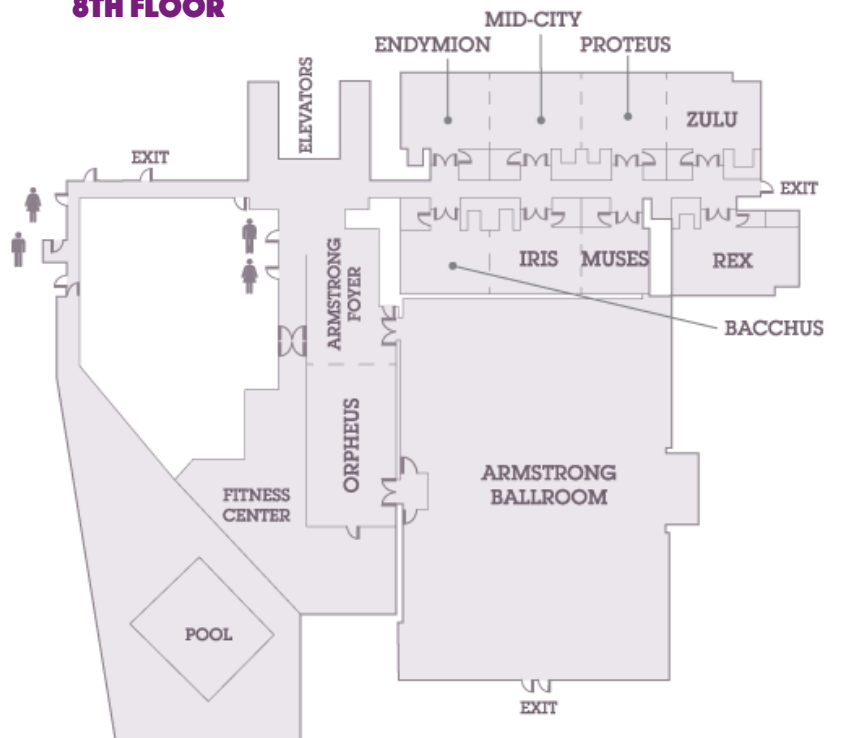 8TH FLOOR
MID-CITY
ENDYMION
PROTEUS
ELEVATORS
ZULU
EXIT
EXIT
ARMSTRONG
FOYER
IRIS
MUSES
REX
BACCHUS
ORPHEUS
FITNESS
CENTER
ARMSTRONG
BALLROOM
POOL
EXIT